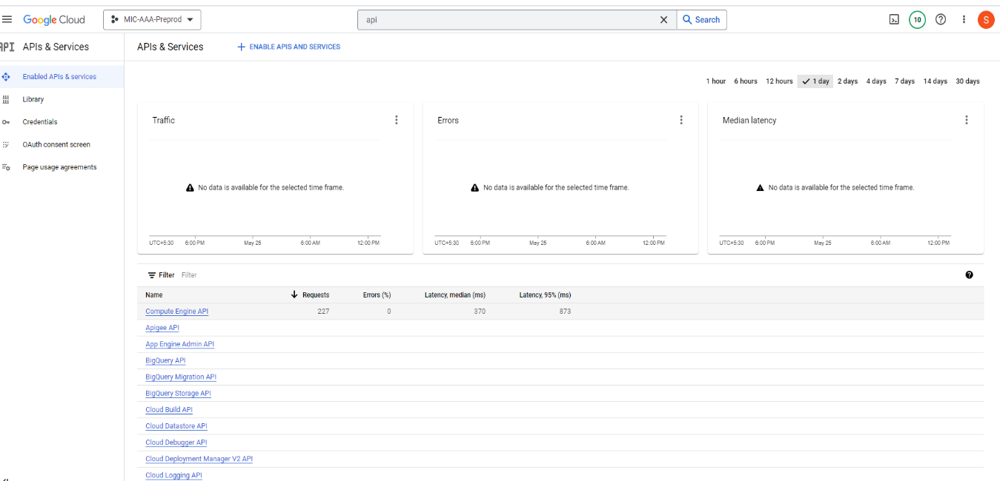 Google Cloud MIC-AAA-Preprod api Search 10 S
API APIs & Services APIs & Services ENABLE APIS AND SERVICES
Enabled APIs & services
Library
Credentials
OAuth consent screen
Page usage agreements
1 hour 6 hours 12 hours 1 day 2 days 4 days 7 days 14 days 30 days
Traffic Errors Median latency
No data is available for the selected time frame. No data is available for the selected time frame. No data is available for the selected time frame.
UTC+5:30 6:00 PM May 25 6:00 AM 12:00 PM UTC+5:30 6:00 PM May 25 6:00 AM 12:00 PM UTC+5:30 6:00 PM May 25 6:00 AM 12:00 PM
Filter Filter
Name Requests Errors (%) Latency, median (ms) Latency, 95% (ms)
Compute Engine API 227 0 370 873
Apigee API
App Engine Admin API
BigQuery API
BigQuery Migration API
BigQuery Storage API
Cloud Build API
Cloud Datastore API
Cloud Debugger API
Cloud Deployment Manager V2 API
Cloud Logging API